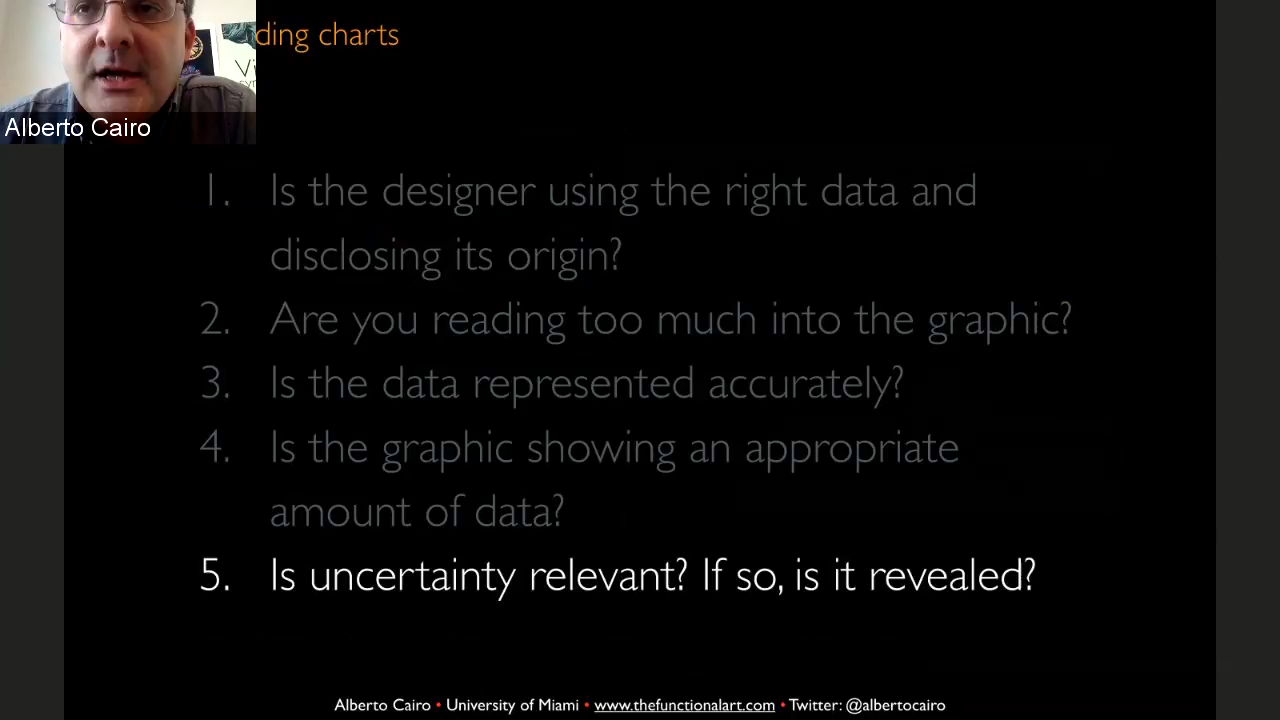 ding charts
Vi
Alberto Cairo
1. Is the designer using the right data and
disclosing its origin?
2. Are you reading too much into the graphic?
3. Is the data represented accurately?
4. Is the graphic showing an appropriate
amount of data?
5. Is uncertainty relevant? If so, is it revealed?
Alberto Cairo • University of Miami • www.thefunctionalart.com • Twitter: @albertocairo